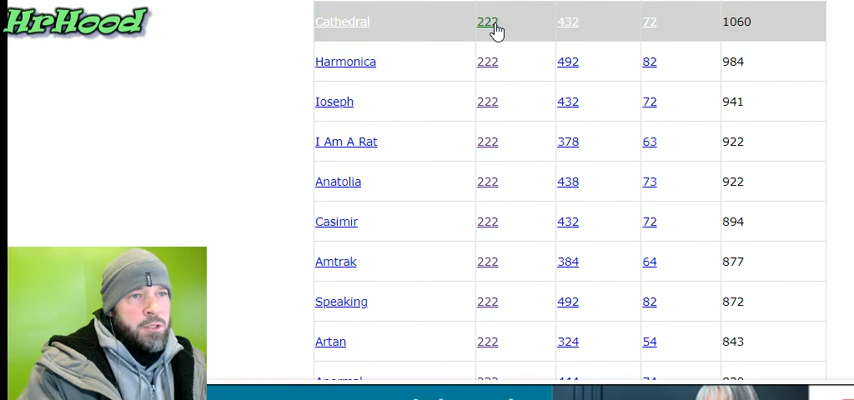 HrHood
Cathedral 222 432 72 1060
Harmonica 222 492 82 984
Ioseph 222 432 72 941
I Am A Rat 222 378 63 922
Anatolia 222 438 73 922
Casimir 222 432 72 894
Amtrak 222 384 64 877
Speaking 222 492 82 872
Artan 222 324 54 843